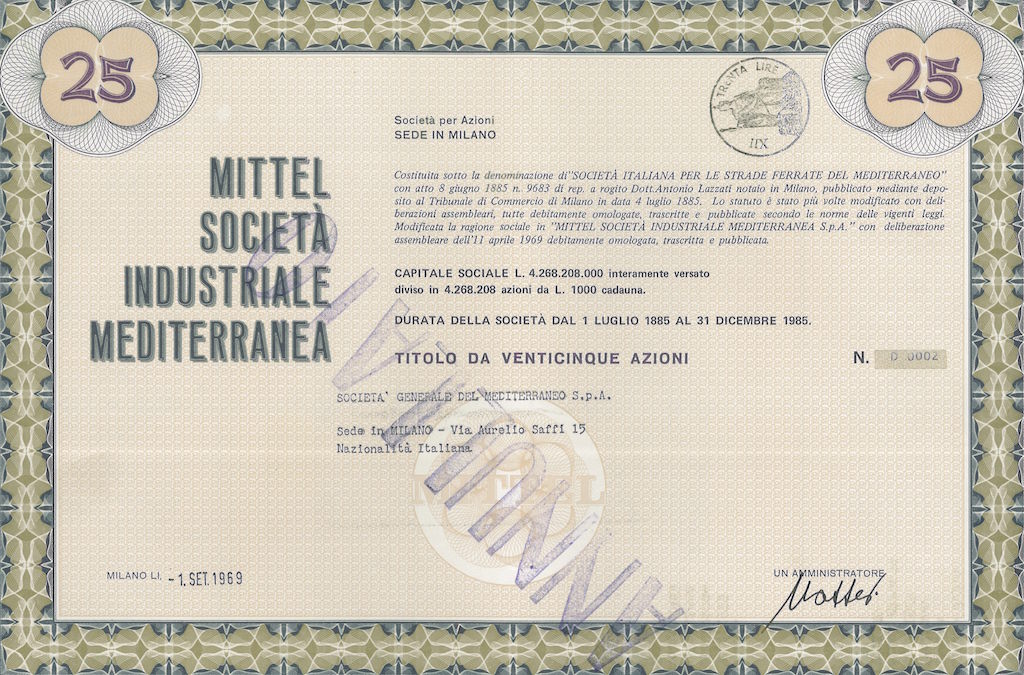 25
25
TRENTA LIRE
IIX
Società per Azioni
SEDE IN MILANO
MITTEL
SOCIETÀ
INDUSTRIALE
MEDITERRANEA
Costituita sotto la denominazione di "SOCIETÀ ITALIANA PER LE STRADE FERRATE DEL MEDITERRANEO"
con atto 8 giugno 1885 n. 9683 di rep. a rogito Dott. Antonio Lazzati notaio in Milano, pubblicato mediante depo-
sito al Tribunale di Commercio di Milano in data 4 luglio 1885. Lo statuto è stato più volte modificato con deli-
berazioni assembleari, tutte debitamente omologate, trascritte e pubblicate secondo le norme delle vigenti leggi.
Modificata la ragione sociale in "MITTEL SOCIETÀ INDUSTRIALE MEDITERRANEA S.p.A." con deliberazione
assembleare dell'11 aprile 1969 debitamente omologata, trascritta e pubblicata.
CAPITALE SOCIALE L. 4.268.208.000 interamente versato
diviso in 4.268.208 azioni da L. 1000 cadauna.
DURATA DELLA SOCIETÀ DAL 1 LUGLIO 1885 AL 31 DICEMBRE 1985.
TITOLO DA VENTICINQUE AZIONI
N. D 0002
SOCIETA' GENERALE DEL MEDITERRANEO S.p.A.
Sede in MILANO - Via Aurelio Saffi 15
Nazionalità Italiana
MITTEL
ANNULLATO
MILANO LI, -1. SET. 1969
UN AMMINISTRATORE